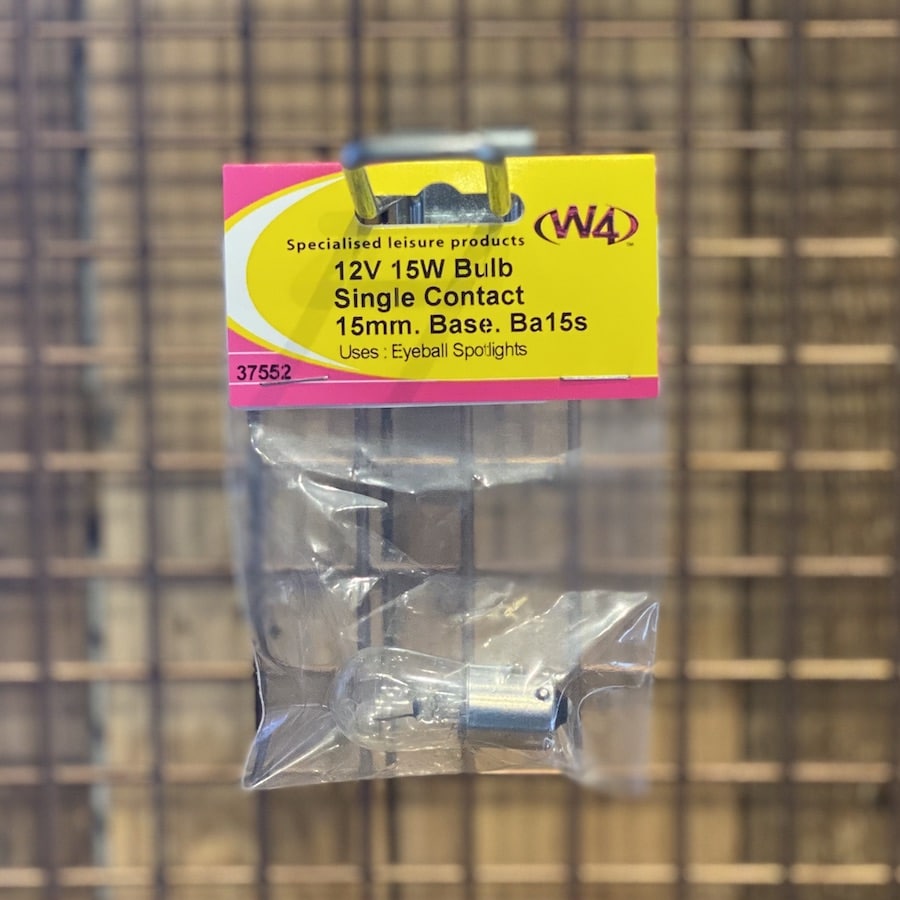 W4
Specialised leisure products
12V 15W Bulb
Single Contact
15mm. Base. Ba15s
Uses : Eyeball Spotlights
37552